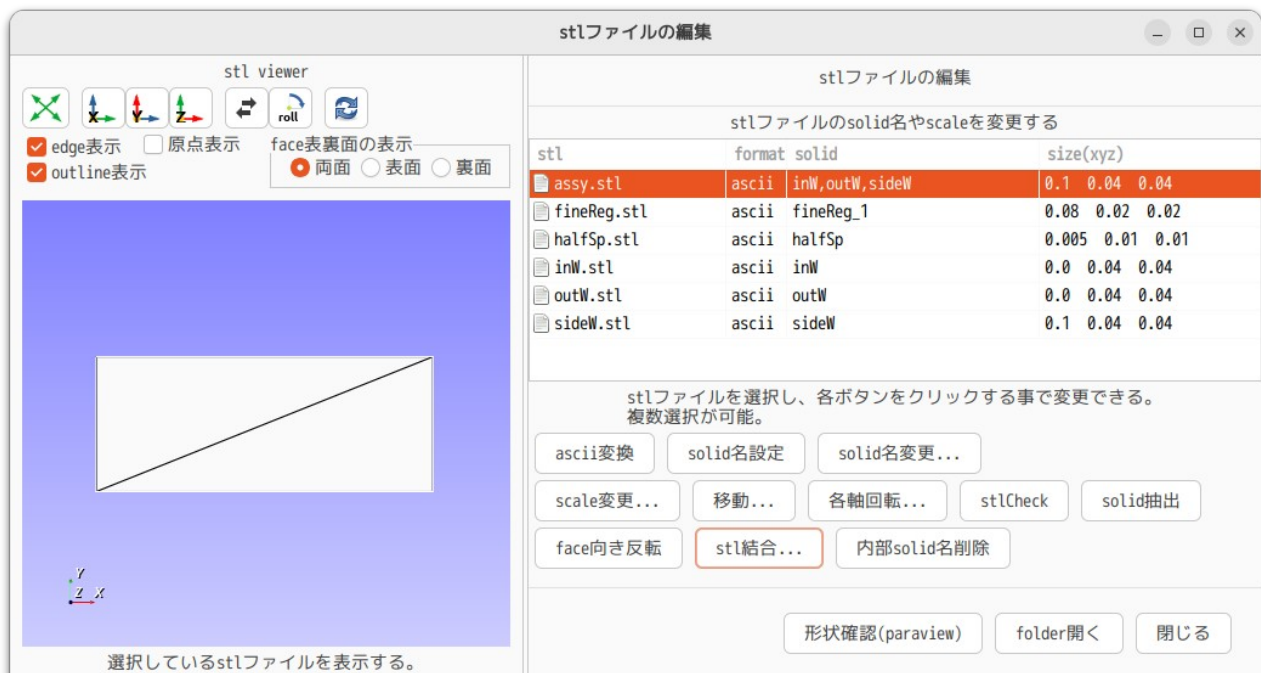 stlファイルの編集
stl viewer
X Y Z roll
edge表示 原点表示 face表裏面の表示
outline表示 両面 表面 裏面
Y
Z X
選択しているstlファイルを表示する。
stlファイルの編集
stlファイルのsolid名やscaleを変更する
stl format solid size(xyz)
assy.stl ascii inW,outW,sideW 0.1 0.04 0.04
fineReg.stl ascii fineReg_1 0.08 0.02 0.02
halfSp.stl ascii halfSp 0.005 0.01 0.01
inW.stl ascii inW 0.0 0.04 0.04
outW.stl ascii outW 0.0 0.04 0.04
sideW.stl ascii sideW 0.1 0.04 0.04
stlファイルを選択し、各ボタンをクリックする事で変更できる。
複数選択が可能。
ascii変換 solid名設定 solid名変更...
scale変更... 移動... 各軸回転... stlCheck solid抽出
face向き反転 stl結合... 内部solid名削除
形状確認(paraview) folder開く 閉じる